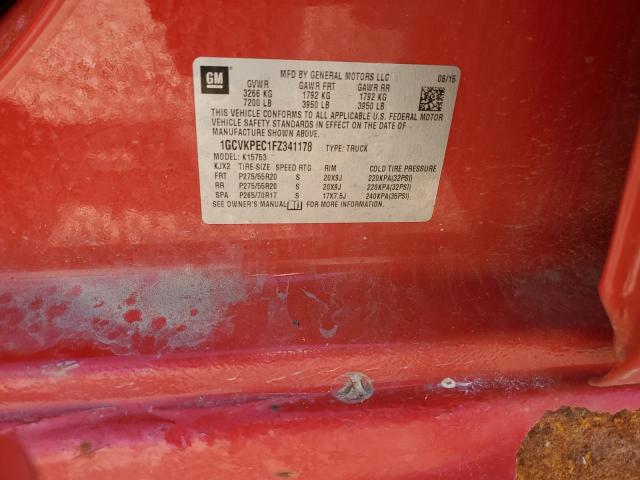 GM
MFD BY GENERAL MOTORS LLC 06/15
GVWR GAWR FRT GAWR RR
3266 KG 1792 KG 1792 KG
7200 LB 3950 LB 3950 LB
THIS VEHICLE CONFORMS TO ALL APPLICABLE U.S. FEDERAL MOTOR
VEHICLE SAFETY STANDARDS IN EFFECT ON THE DATE OF
MANUFACTURE SHOWN ABOVE.
1GCVKPEC1FZ341178 TYPE: TRUCK
MODEL: K15753
KJX2 TIRE-SIZE SPEED RTG RIM COLD TIRE PRESSURE
FRT P275/55R20 S 20X9J 220KPA(32PSI)
RR P275/55R20 S 20X9J 220KPA(32PSI)
SPA P265/70R17 S 17X7.5J 240KPA(35PSI)
SEE OWNER'S MANUAL FOR ADDITIONAL INFORMATION.